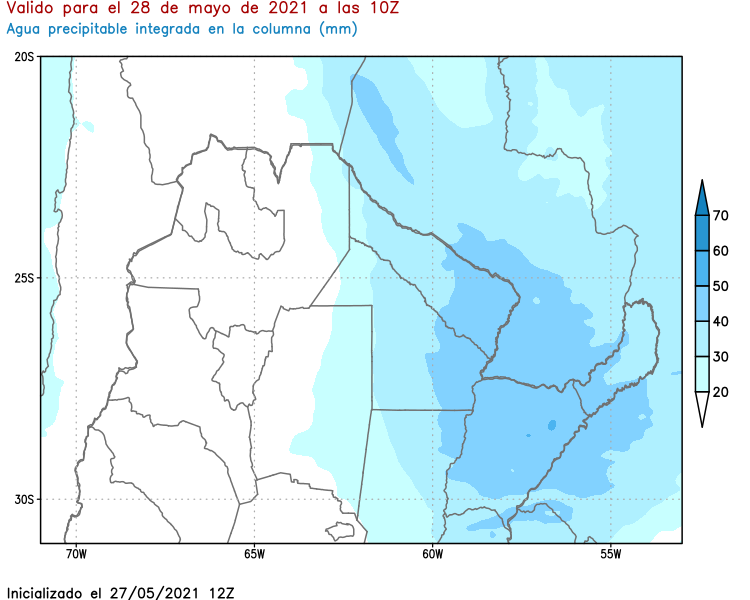 Valido para el 28 de mayo de 2021 a las 10Z
Agua precipitable integrada en la columna (mm)
20S
25S
30S
70W
65W
60W
55W
70
60
50
40
30
20
Inicializado el 27/05/2021 12Z